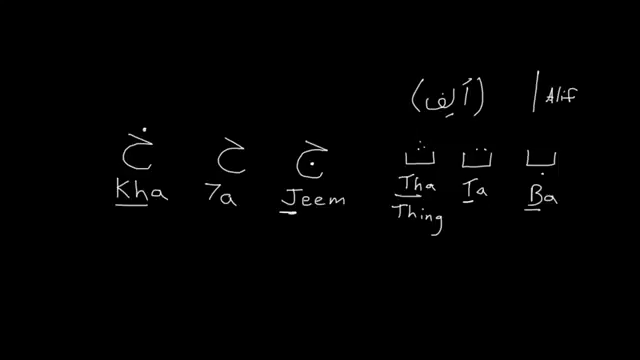 ا Alif (أَلِف)
ب ت ث ج ح خ
Ba Ta Tha Jeem 7a Kha
Thing